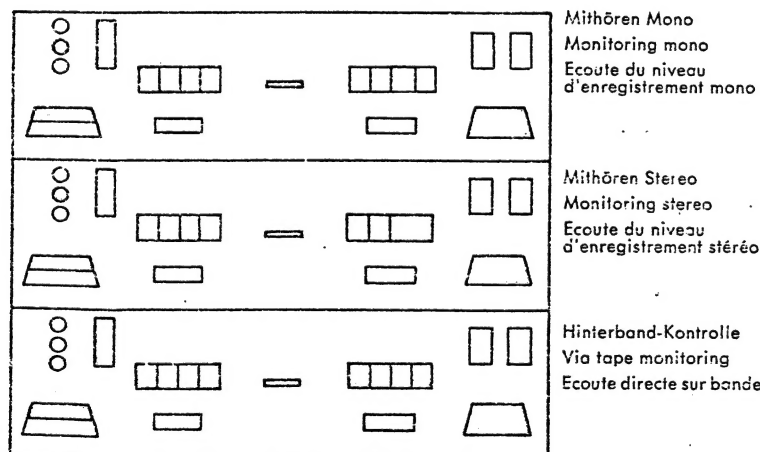 Mithören Mono
Monitoring mono
Ecoute du niveau
d'enregistrement mono
Mithören Stereo
Monitoring stereo
Ecoute du niveau
d'enregistrement stéréo
Hinterband-Kontrolle
Via tape monitoring
Ecoute directe sur bande